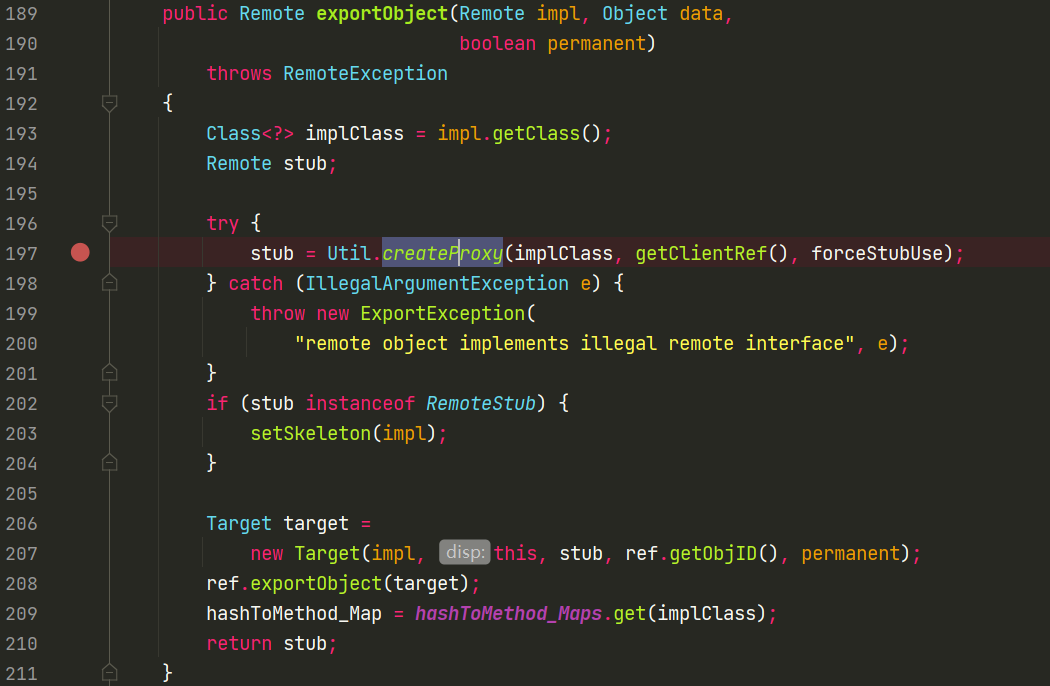 189 public Remote exportObject(Remote impl, Object data,
190 boolean permanent)
191 throws RemoteException
192 {
193 Class<?> implClass = impl.getClass();
194 Remote stub;
195
196 try {
197 stub = Util.createProxy(implClass, getClientRef(), forceStubUse);
198 } catch (IllegalArgumentException e) {
199 throw new ExportException(
200 "remote object implements illegal remote interface", e);
201 }
202 if (stub instanceof RemoteStub) {
203 setSkeleton(impl);
204 }
205
206 Target target =
207 new Target(impl, disp: this, stub, ref.getObjID(), permanent);
208 ref.exportObject(target);
209 hashToMethod_Map = hashToMethod_Maps.get(implClass);
210 return stub;
211 }